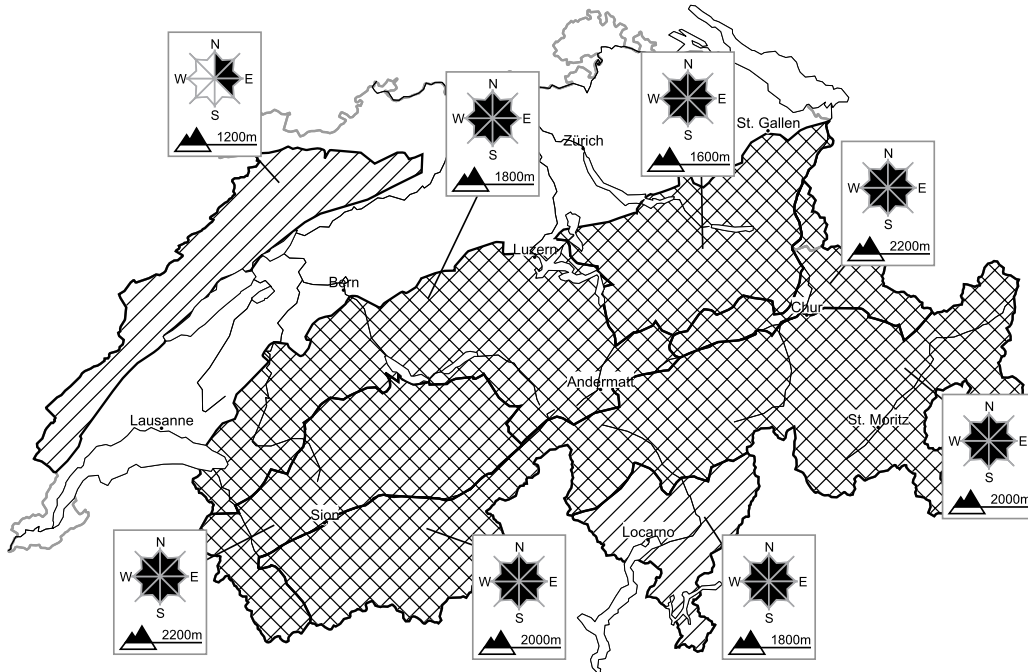 N
W E
S
1200m
N
W E
S
1800m
N
W E
S
1600m
St. Gallen
Zürich
N
W E
S
2200m
Luzern
Bern
Chur
Andermatt
Lausanne
St. Moritz
N
W E
S
2000m
Sion
Locarno
N
W E
S
2200m
N
W E
S
2000m
N
W E
S
1800m